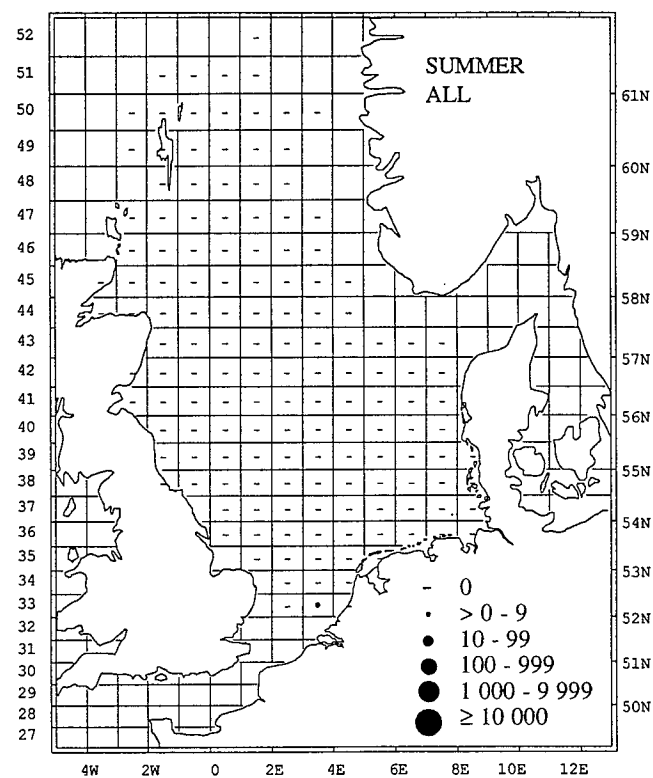 SUMMER
ALL
52
51
50
49
48
47
46
45
44
43
42
41
40
39
38
37
36
35
34
33
32
31
30
29
28
27
61N
60N
59N
58N
57N
56N
55N
54N
53N
52N
51N
50N
- 0
> 0 - 9
10 - 99
100 - 999
1 000 - 9 999
≥ 10 000
4W 2W 0 2E 4E 6E 8E 10E 12E